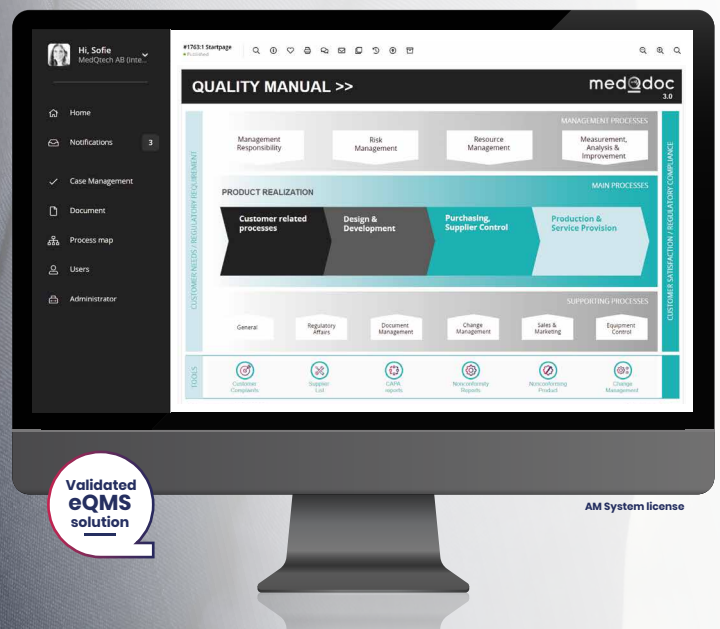 Hi, Sofie
MedQtech AB (Inte...
Home
Notifications
3
Case Management
Document
Process map
Users
Administrator
#1763:1 Startpage
Published
QUALITY MANUAL >>
medQdoc
3.0
CUSTOMER NEEDS / REGULATORY REQUIREMENT
MANAGEMENT PROCESSES
Management
Responsibility
Risk
Management
Resource
Management
Measurement,
Analysis &
Improvement
PRODUCT REALIZATION
MAIN PROCESSES
Customer related
processes
Design &
Development
Purchasing,
Supplier Control
Production &
Service Provision
SUPPORTING PROCESSES
General
Regulatory
Affairs
Document
Management
Change
Management
Sales &
Marketing
Equipment
Control
CUSTOMER SATISFACTION / REGULATORY COMPLIANCE
TOOLS
Customer
Complaints
Supplier
List
CAPA
reports
Nonconformity
Reports
Nonconforming
Product
Change
Management
Validated
eQMS
solution
AM System license